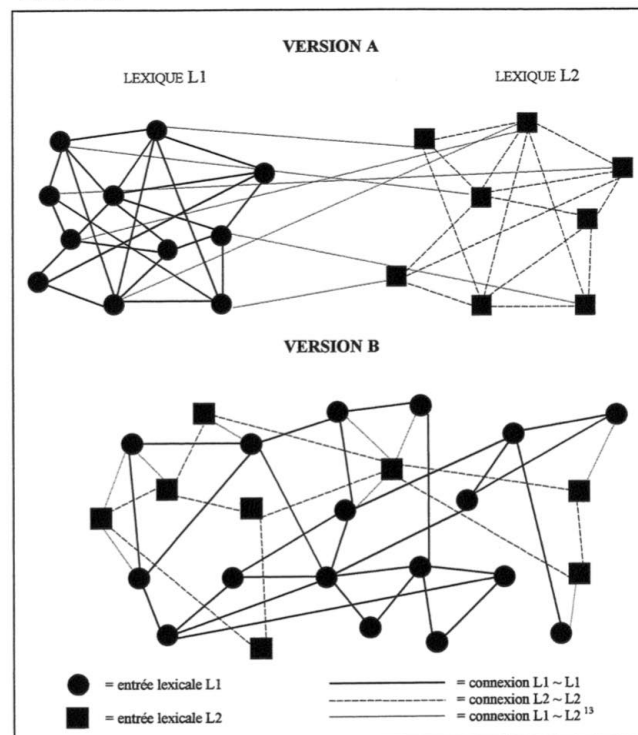 VERSION A
LEXIQUE L1 LEXIQUE L2
VERSION B
= entrée lexicale L1 = connexion L1 ~ L1
= connexion L2 ~ L2
= entrée lexicale L2 = connexion L1 ~ L2 13